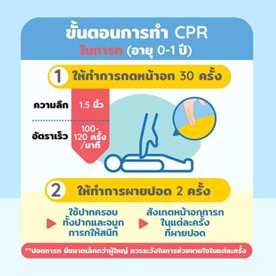 ขั้นตอนการทำ CPR
ในทารก (อายุ 0-1 ปี)
1 ให้ทำการกดหน้าอก 30 ครั้ง
ความลึก 1.5 นิ้ว
อัตราเร็ว 100-
120 ครั้ง
/นาที
2 ให้ทำการผายปอด 2 ครั้ง
ใช้ปากครอบ
ทั้งปากและจมูก
ทารกให้สนิท
สังเกตหน้าอกทารก
ในแต่ละครั้ง
ที่ผายปอด
**ปอดทารก มีขนาดเล็กกว่าผู้ใหญ่ ควรระวังในการช่วยหายใจในแต่ละครั้ง